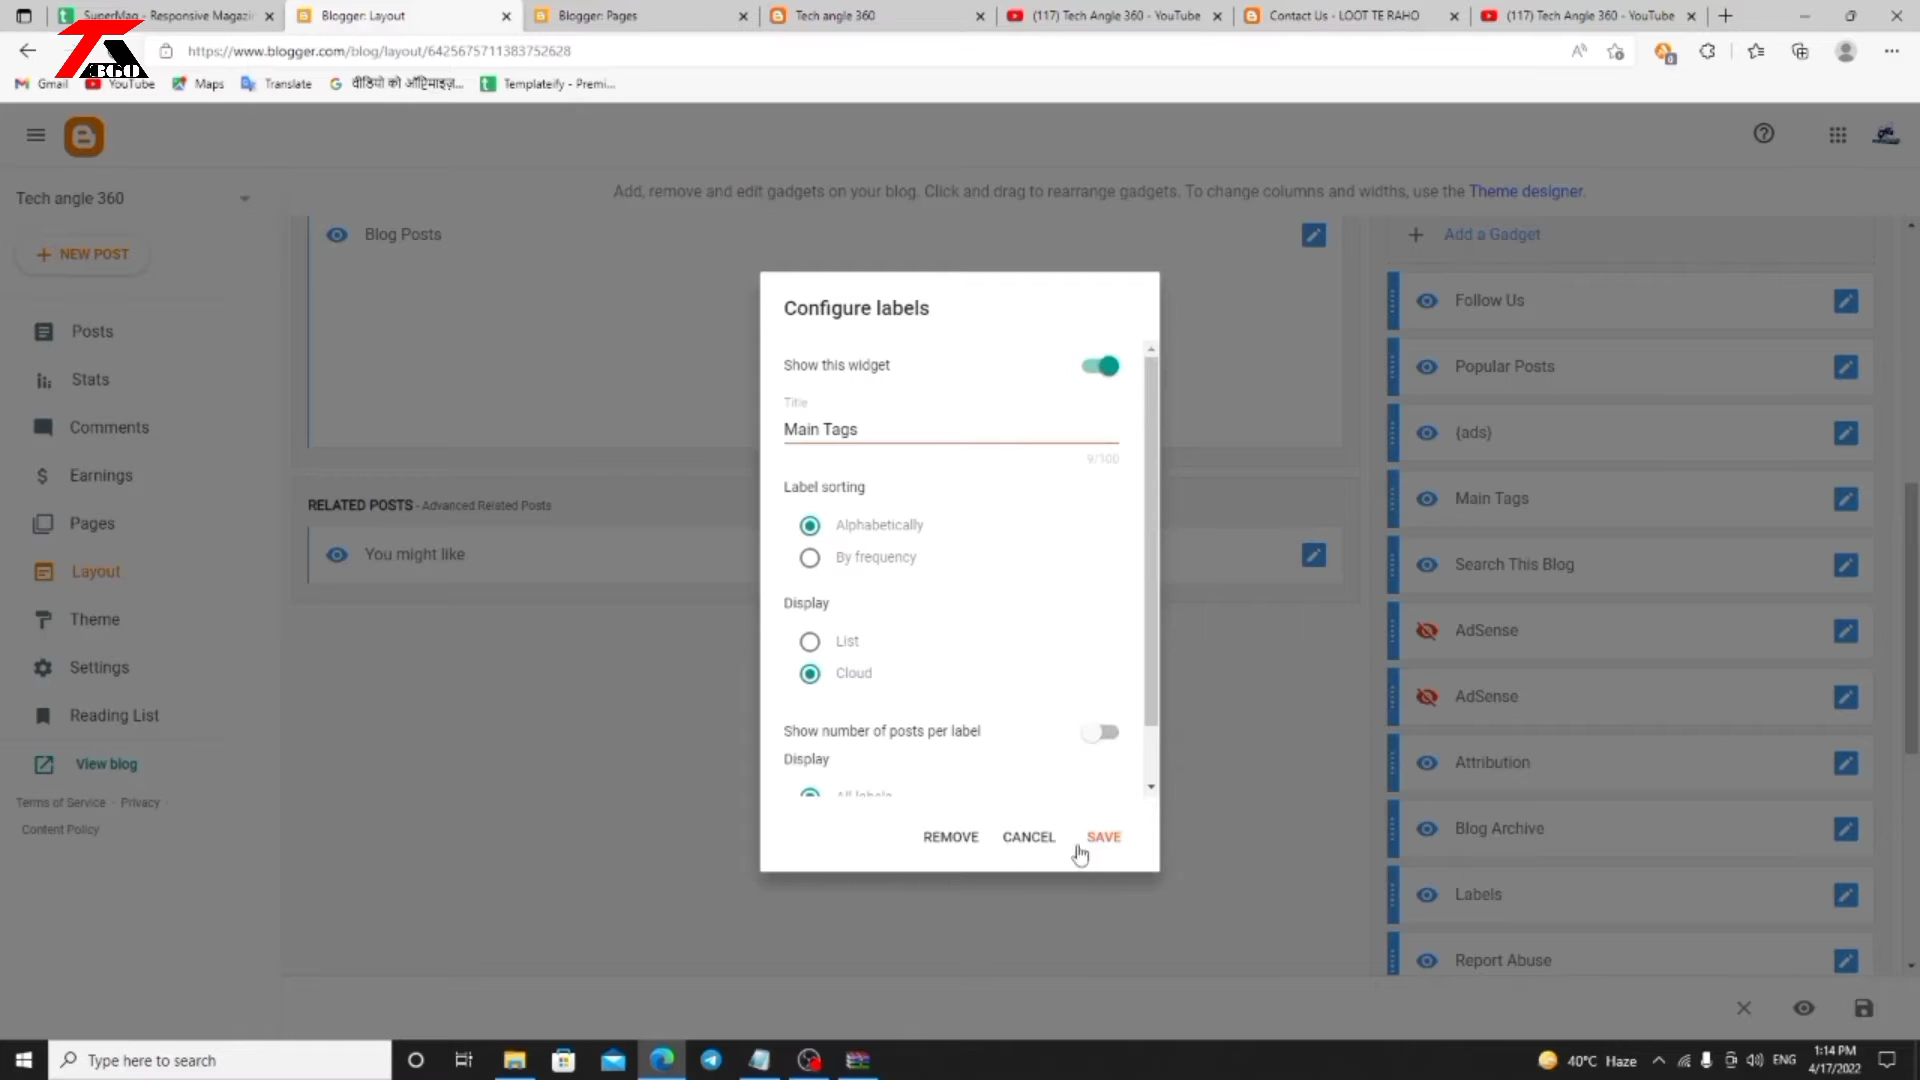 SuperMag - Responsive Magazi
Blogger: Layout
Blogger: Pages
Tech angle 360
(117) Tech Angle 360 - YouTube
Contact Us - LOOT TE RAHO
(117) Tech Angle 360 - YouTube
https://www.blogger.com/blog/layout/6425675711383752628
TA
360
Gmail
YouTube
Maps
Translate
वीडियो को ऑप्टिमाइज़...
Templateify - Premi...
Tech angle 360
Add, remove and edit gadgets on your blog. Click and drag to rearrange gadgets. To change columns and widths, use the Theme designer.
NEW POST
Posts
Stats
Comments
Earnings
Pages
Layout
Theme
Settings
Reading List
View blog
Terms of Service · Privacy ·
Content Policy
Blog Posts
RELATED POSTS - Advanced Related Posts
You might like
Configure labels
Show this widget
Title
Main Tags
9/100
Label sorting
Alphabetically
By frequency
Display
List
Cloud
Show number of posts per label
Display
All labels
REMOVE
CANCEL
SAVE
Add a Gadget
Follow Us
Popular Posts
{ads}
Main Tags
Search This Blog
AdSense
AdSense
Attribution
Blog Archive
Labels
Report Abuse
Type here to search
40°C Haze
ENG
1:14 PM
4/17/2022